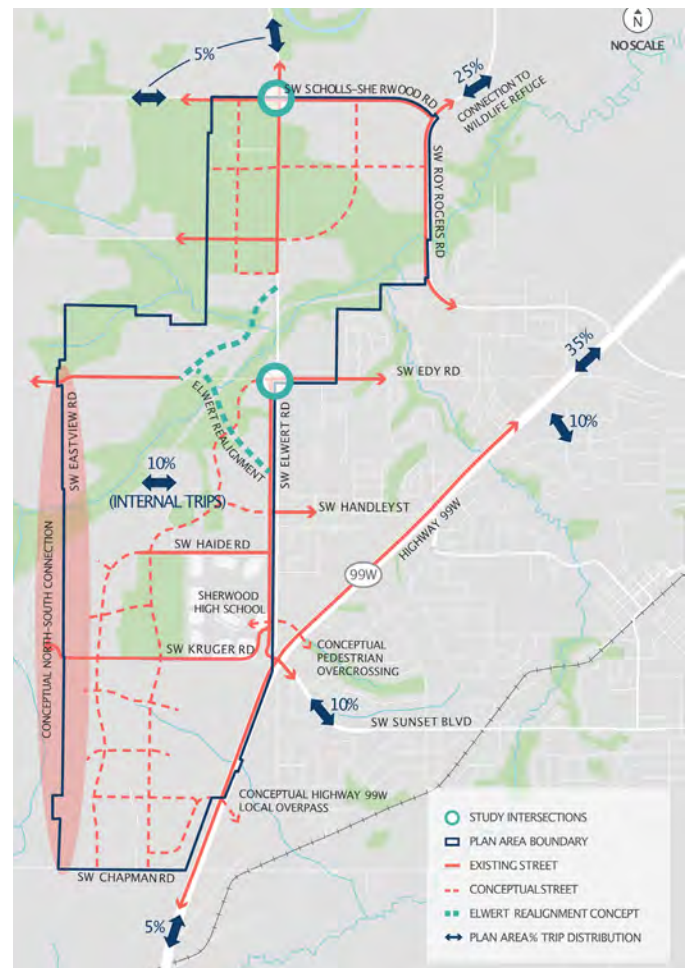 N
NO SCALE
5%
25%
CONNECTION TO
WILDLIFE REFUGE
SW SCHOLLS-SHERWOOD RD
SW ROY ROGERS RD
35%
10%
SW EDY RD
ELWERT REALIGNMENT
SW ELWERT RD
SW EASTVIEW RD
10%
(INTERNAL TRIPS)
SW HANDLEY ST
HIGHWAY 99W
SW HAIDE RD
99W
SHERWOOD
HIGH SCHOOL
CONCEPTUAL NORTH-SOUTH CONNECTION
SW KRUGER RD
CONCEPTUAL
PEDESTRIAN
OVERCROSSING
10%
SW SUNSET BLVD
CONCEPTUAL HIGHWAY 99W
LOCAL OVERPASS
SW CHAPMAN RD
5%
STUDY INTERSECTIONS
PLAN AREA BOUNDARY
EXISTING STREET
CONCEPTUAL STREET
ELWERT REALIGNMENT CONCEPT
PLAN AREA % TRIP DISTRIBUTION